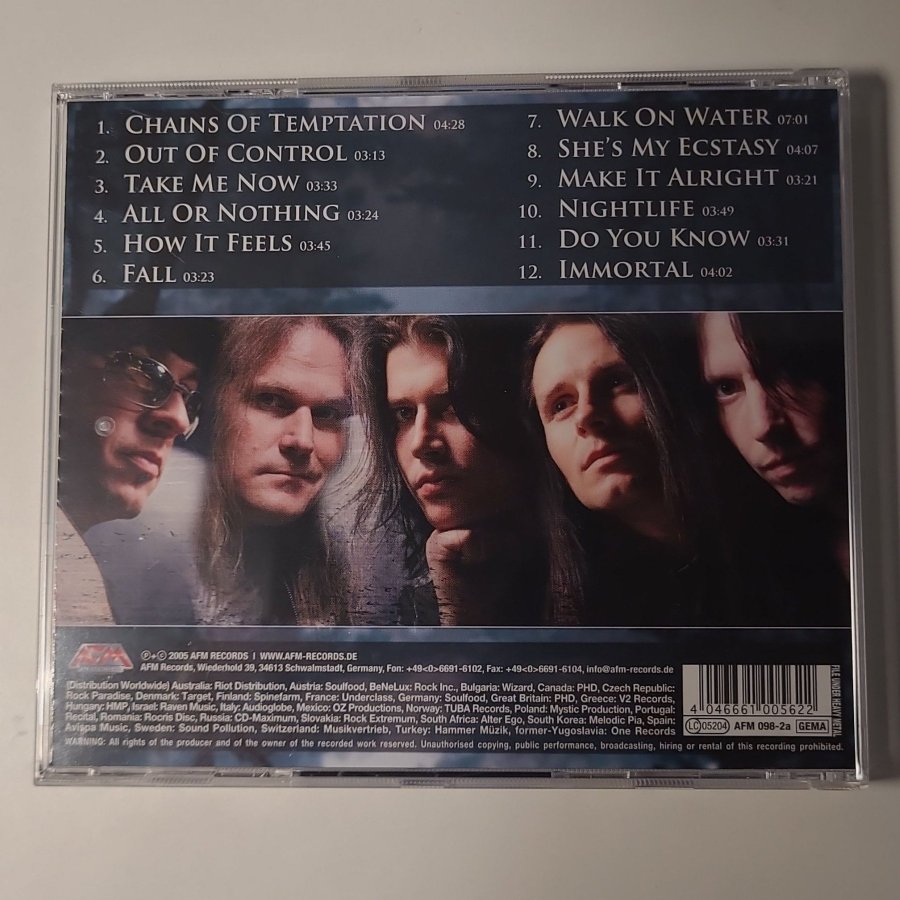 1. CHAINS OF TEMPTATION 04:28
2. OUT OF CONTROL 03:13
3. TAKE ME NOW 03:33
4. ALL OR NOTHING 03:24
5. HOW IT FEELS 03:45
6. FALL 03:23
7. WALK ON WATER 07:01
8. SHE'S MY ECSTASY 04:07
9. MAKE IT ALRIGHT 03:21
10. NIGHTLIFE 03:49
11. DO YOU KNOW 03:31
12. IMMORTAL 04:02
AFM
℗+© 2005 AFM RECORDS | WWW.AFM-RECORDS.DE
AFM Records, Wiederhold 39, 34613 Schwalmstadt, Germany, Fon: +49<0>6691-6102, Fax: +49<0>6691-6104, info@afm-records.de
(Distribution Worldwide) Australia: Riot Distribution, Austria: Soulfood, BeNeLux: Rock Inc., Bulgaria: Wizard, Canada: PHD, Czech Republic:
Rock Paradise, Denmark: Target, Finland: Spinefarm, France: Underclass, Germany: Soulfood, Great Britain: PHD, Greece: V2 Records,
Hungary: HMP, Israel: Raven Music, Italy: Audioglobe, Mexico: OZ Productions, Norway: TUBA Records, Poland: Mystic Production, Portugal:
Recital, Romania: Rocris Disc, Russia: CD-Maximum, Slovakia: Rock Extremum, South Africa: Alter Ego, South Korea: Melodic Pia, Spain:
Avispa Music, Sweden: Sound Pollution, Switzerland: Musikvertrieb, Turkey: Hammer Müzik, former-Yugoslavia: One Records
WARNING: All rights of the producer and of the owner of the recorded work reserved. Unauthorised copying, public performance, broadcasting, hiring or rental of this recording prohibited.
4 046661 005622
LC 05204 AFM 098-2a GEMA
FILE UNDER: HEAVY METAL